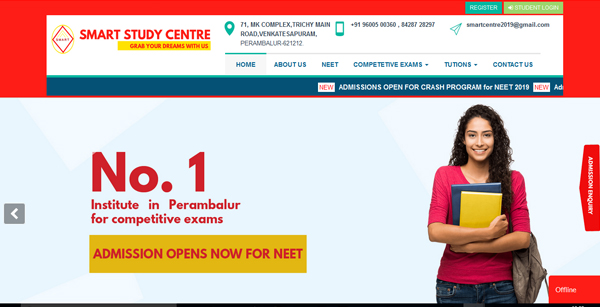 REGISTER
STUDENT LOGIN
SMART
SMART STUDY CENTRE
GRAB YOUR DREAMS WITH US
71, MK COMPLEX,TRICHY MAIN
ROAD,VENKATESAPURAM,
PERAMBALUR-621212.
+91 96005 00360 , 84287 28297
smartcentre2019@gmail.com
HOME ABOUT US NEET COMPETETIVE EXAMS TUTIONS CONTACT US
NEW ADMISSIONS OPEN FOR CRASH PROGRAM for NEET 2019 NEW
No. 1
Institute in Perambalur
for competitive exams
ADMISSION OPENS NOW FOR NEET
ADMISSION ENQUIRY
Offline